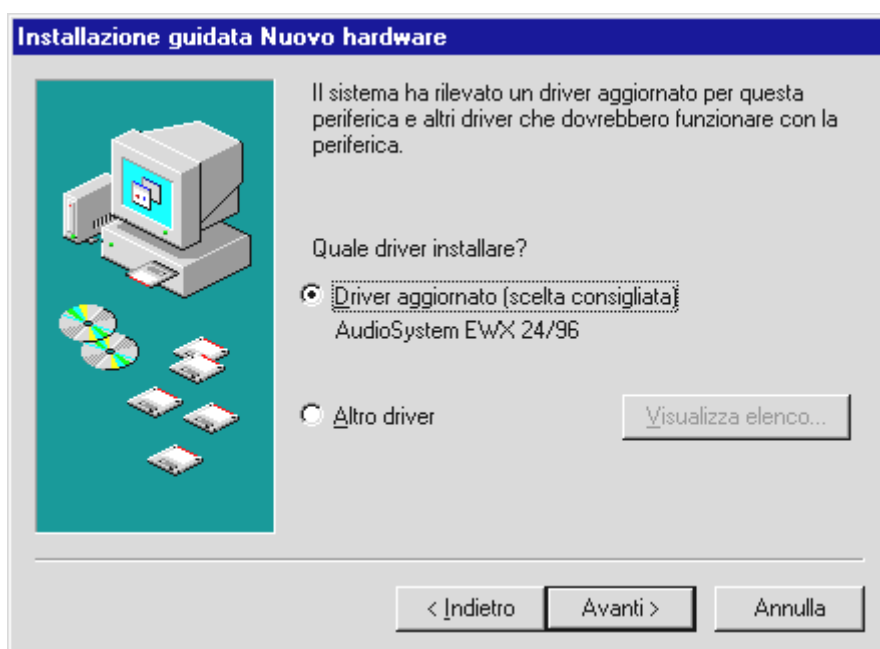 Installazione guidata Nuovo hardware
Il sistema ha rilevato un driver aggiornato per questa
periferica e altri driver che dovrebbero funzionare con la
periferica.
Quale driver installare?
Driver aggiornato (scelta consigliata)
AudioSystem EWX 24/96
Altro driver
Visualizza elenco...
< Indietro
Avanti >
Annulla